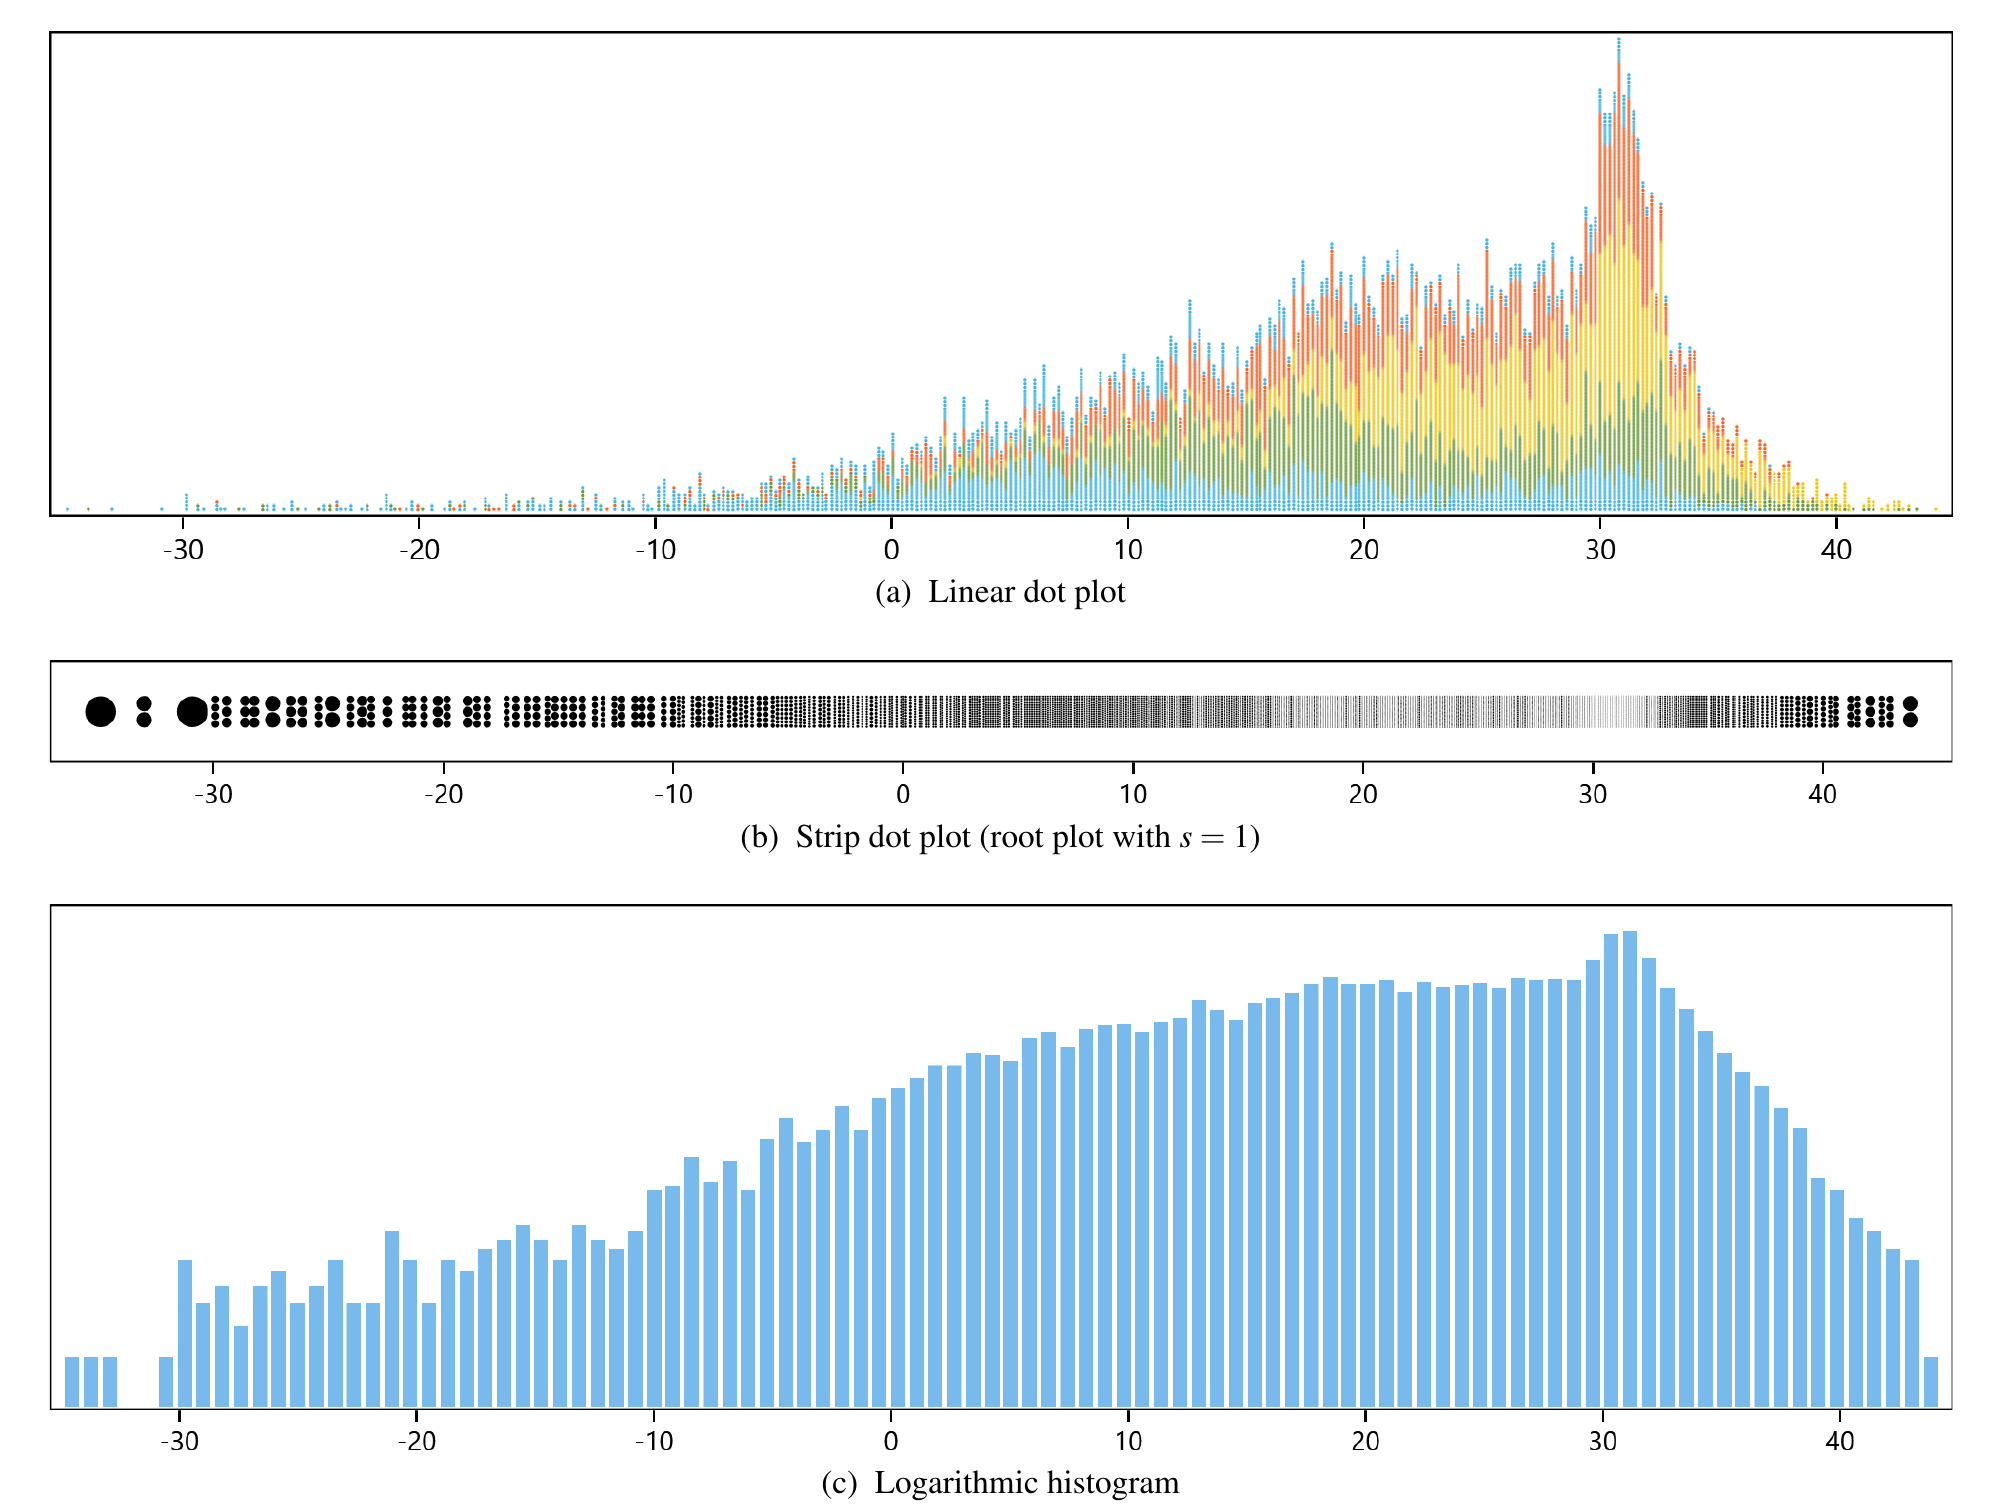 -30 -20 -10 0 10 20 30 40
(a) Linear dot plot
-30 -20 -10 0 10 20 30 40
(b) Strip dot plot (root plot with s = 1)
-30 -20 -10 0 10 20 30 40
(c) Logarithmic histogram